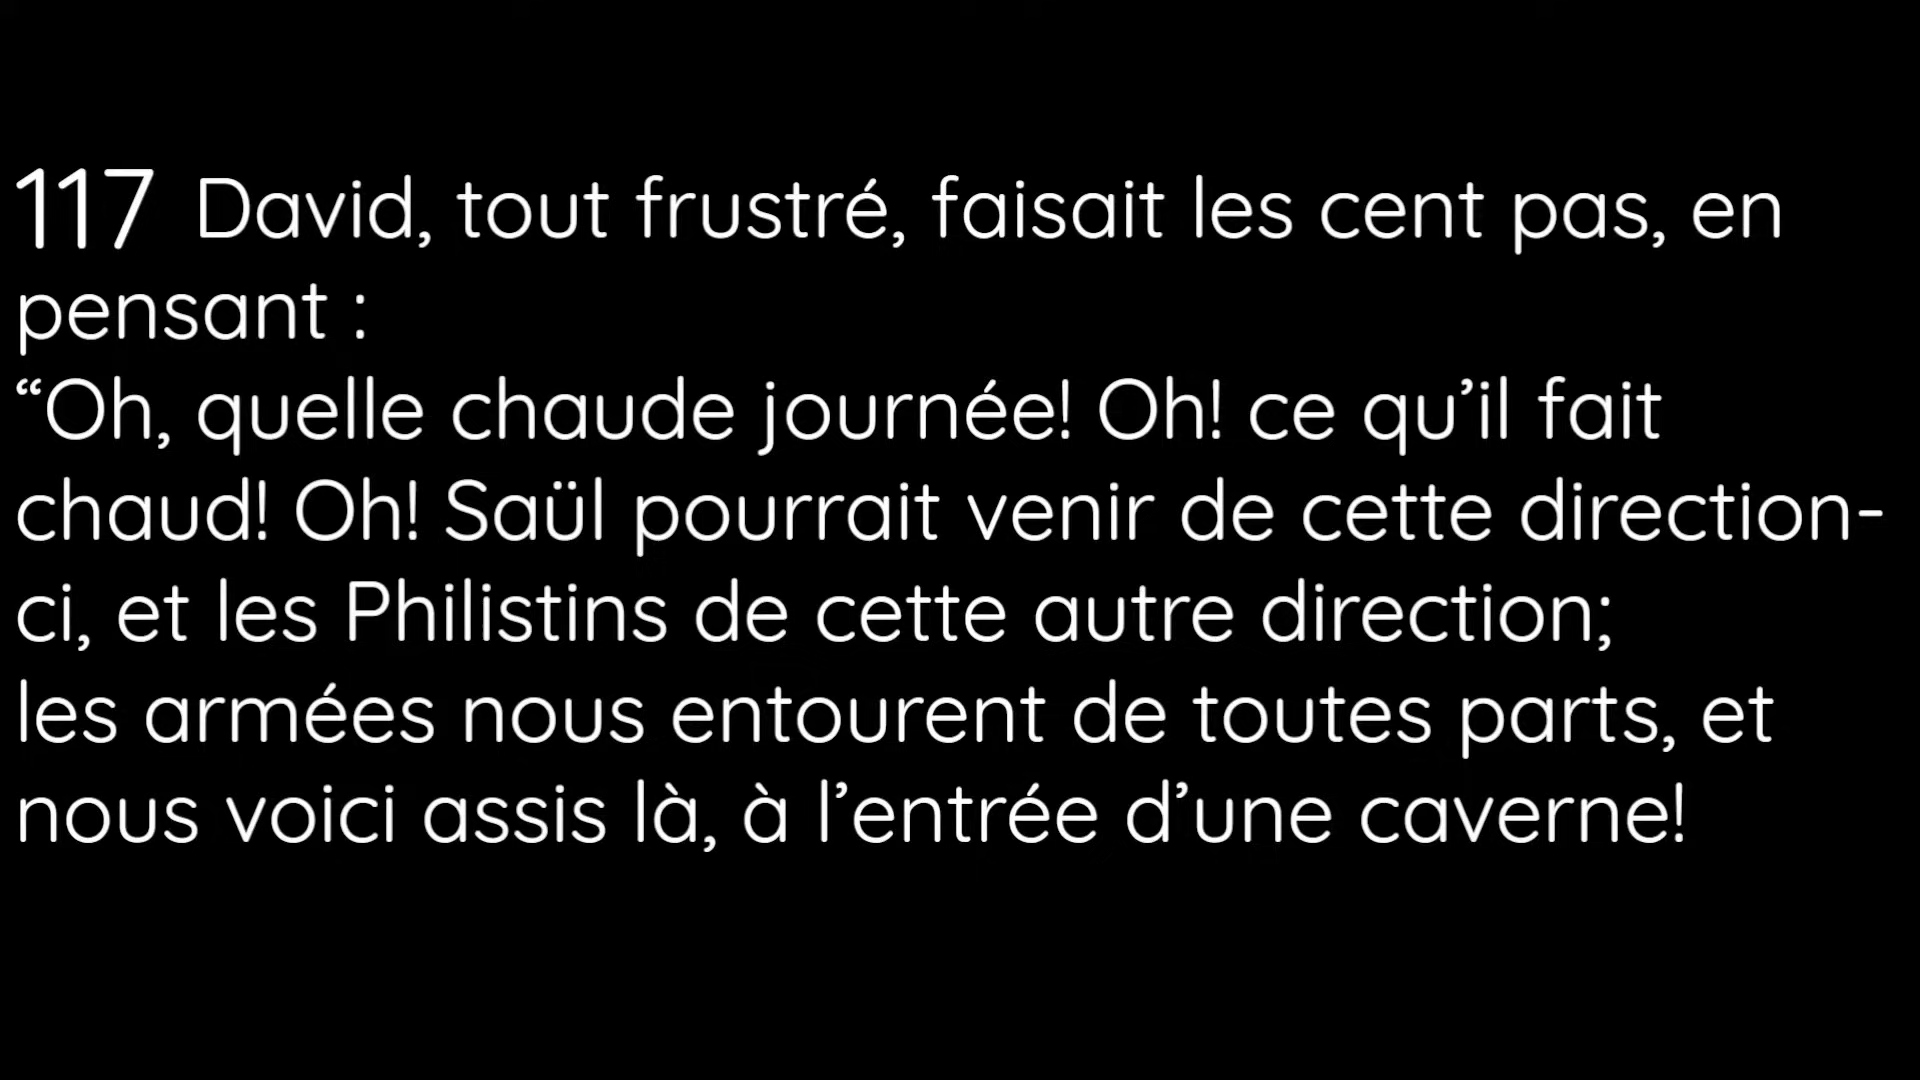 117 David, tout frustré, faisait les cent pas, en
pensant :
“Oh, quelle chaude journée! Oh! ce qu’il fait
chaud! Oh! Saül pourrait venir de cette direction-
ci, et les Philistins de cette autre direction;
les armées nous entourent de toutes parts, et
nous voici assis là, à l’entrée d’une caverne!